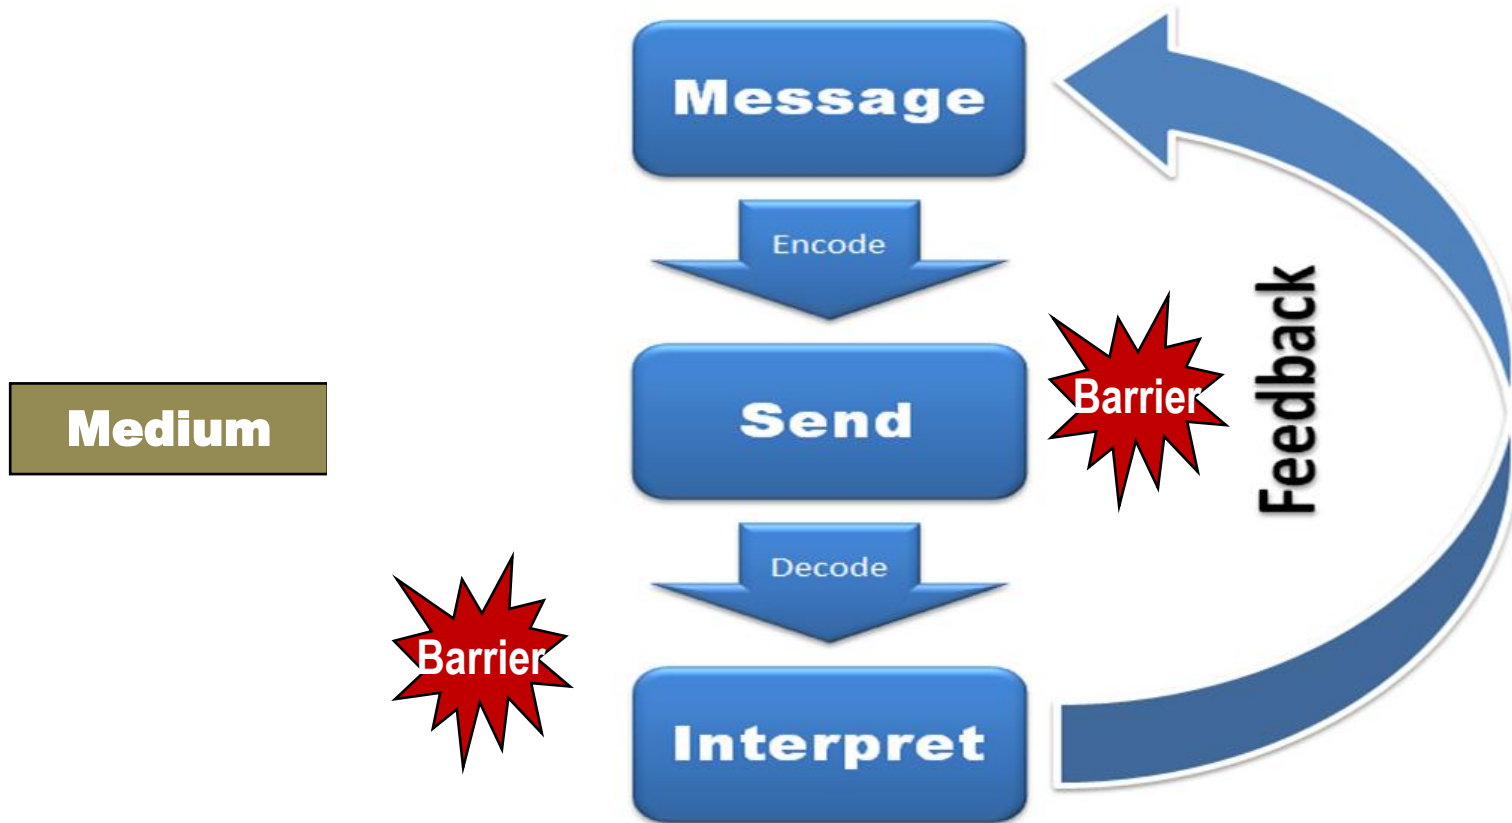 Message
Encode
Send
Barrier
Feedback
Medium
Decode
Barrier
Interpret